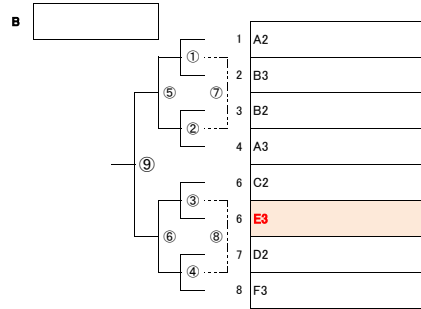 B
1 A2
①
2 B3
⑤ ⑦
3 B2
②
4 A3
⑨
6 C2
③
6 E3
⑥ ⑧
7 D2
④
8 F3